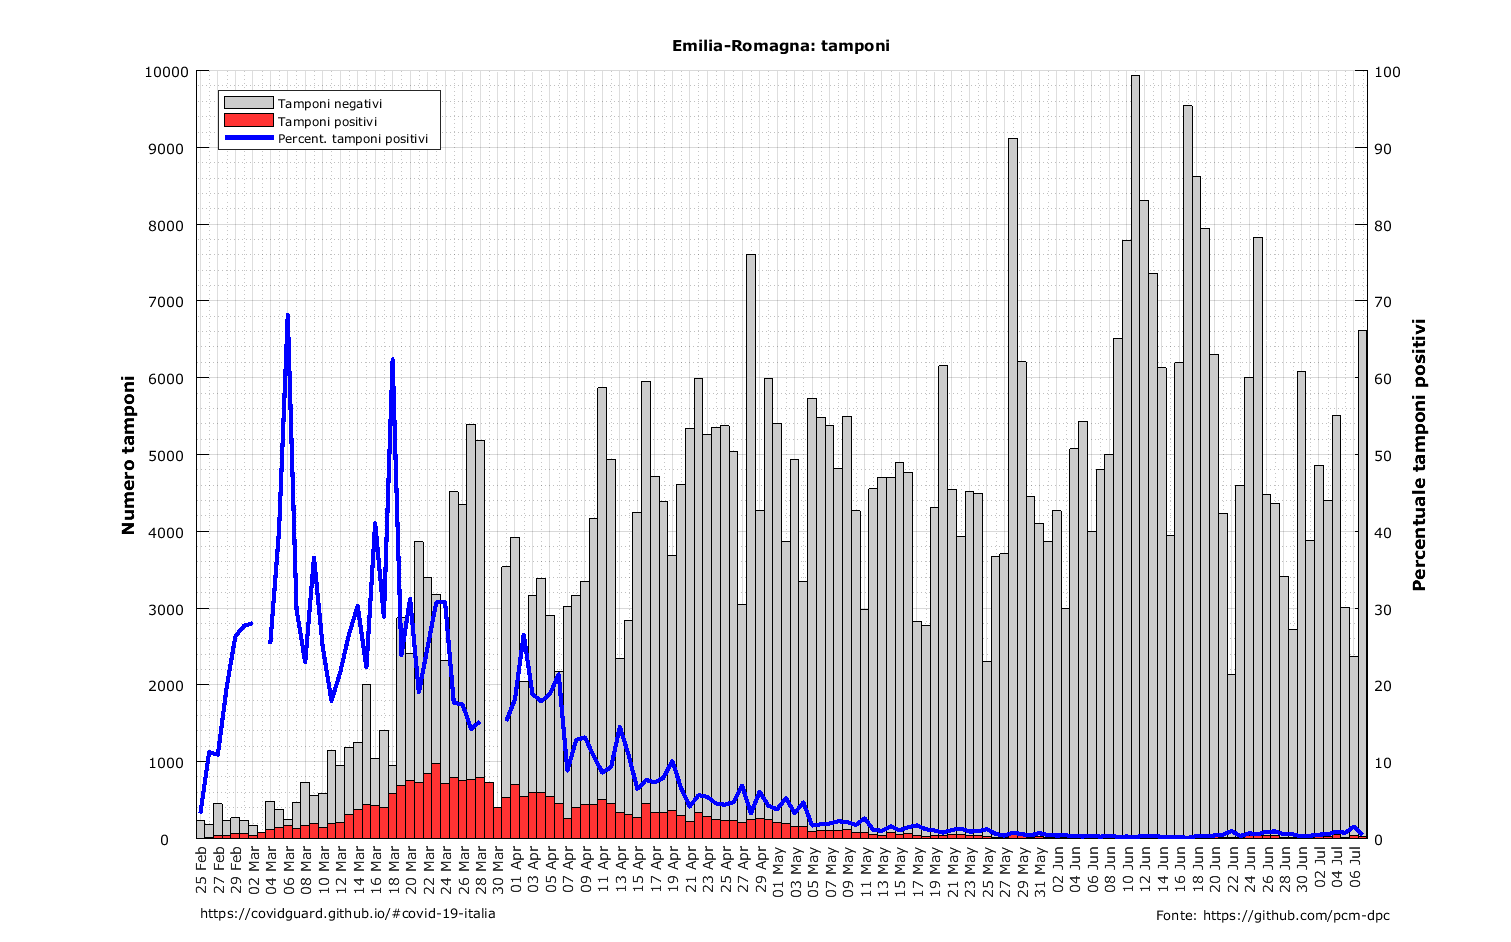 Emilia-Romagna: tamponi
Tamponi negativi
Tamponi positivi
Percent. tamponi positivi
Numero tamponi
10000
9000
8000
7000
6000
5000
4000
3000
2000
1000
0
100
90
80
70
60
50
40
30
20
10
0
Percentuale tamponi positivi
25 Feb
27 Feb
29 Feb
02 Mar
04 Mar
06 Mar
08 Mar
10 Mar
12 Mar
14 Mar
16 Mar
18 Mar
20 Mar
22 Mar
24 Mar
26 Mar
28 Mar
30 Mar
01 Apr
03 Apr
05 Apr
07 Apr
09 Apr
11 Apr
13 Apr
15 Apr
17 Apr
19 Apr
21 Apr
23 Apr
25 Apr
27 Apr
29 Apr
01 May
03 May
05 May
07 May
09 May
11 May
13 May
15 May
17 May
19 May
21 May
23 May
25 May
27 May
29 May
31 May
02 Jun
04 Jun
06 Jun
08 Jun
10 Jun
12 Jun
14 Jun
16 Jun
18 Jun
20 Jun
22 Jun
24 Jun
26 Jun
28 Jun
30 Jun
02 Jul
04 Jul
06 Jul
https://covidguard.github.io/#covid-19-italia
Fonte: https://github.com/pcm-dpc